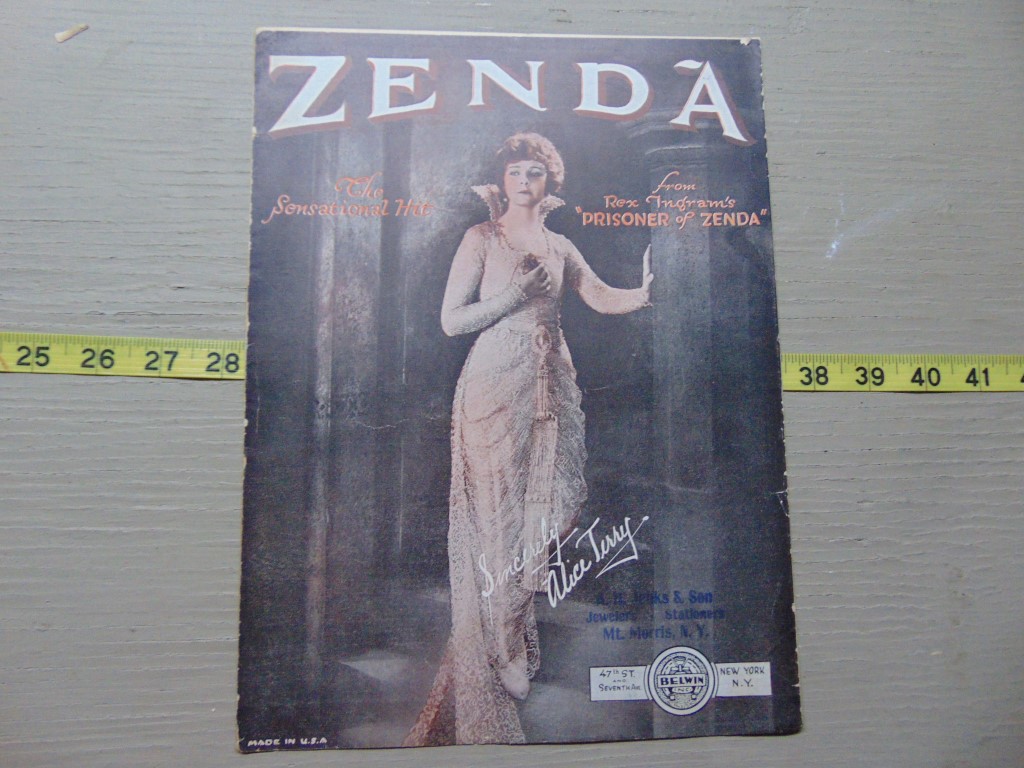 ZENDA
The
Sensational Hit
from
Rex Ingram's
"PRISONER of ZENDA"
25 26 27 28
38 39 40 41
Sincerely
Alice Terry
& Son
Jewelers Stationers
Mt. Morris, N. Y.
47TH ST.
AND
SEVENTH AVE
BELWIN
INC
NEW YORK
N.Y.
MADE IN U.S.A